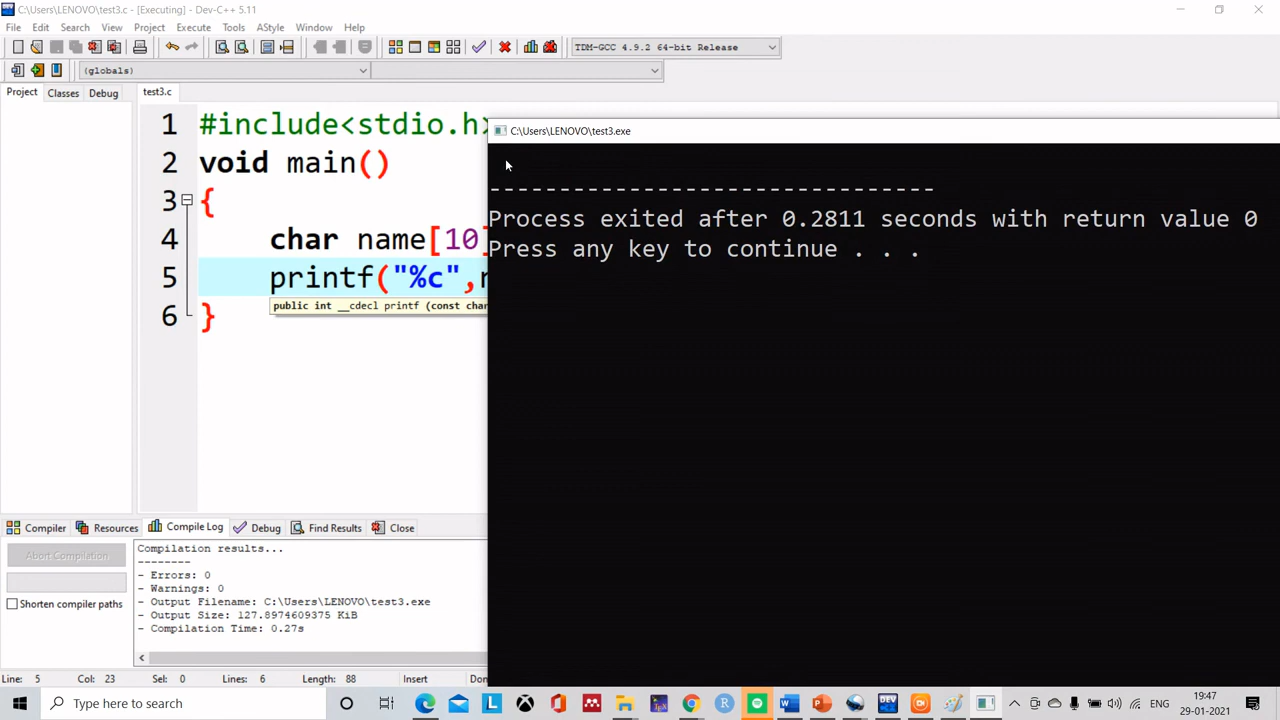 C:\Users\LENOVO\test3.c - [Executing] - Dev-C++ 5.11
File Edit Search View Project Execute Tools AStyle Window Help
TDM-GCC 4.9.2 64-bit Release
(globals)
Project Classes Debug test3.c
1 #include<stdio.h>
2 void main()
3 {
4 char name[10]
5 printf("%c",
public int __cdecl printf (const char
6 }
C:\Users\LENOVO\test3.exe
--------------------------------
Process exited after 0.2811 seconds with return value 0
Press any key to continue . . .
Compiler Resources Compile Log Debug Find Results Close
Abort Compilation
Shorten compiler paths
Compilation results...
--------
- Errors: 0
- Warnings: 0
- Output Filename: C:\Users\LENOVO\test3.exe
- Output Size: 127.8974609375 KiB
- Compilation Time: 0.27s
Line: 5 Col: 23 Sel: 0 Lines: 6 Length: 88 Insert
Type here to search
ENG
19:47
29-01-2021